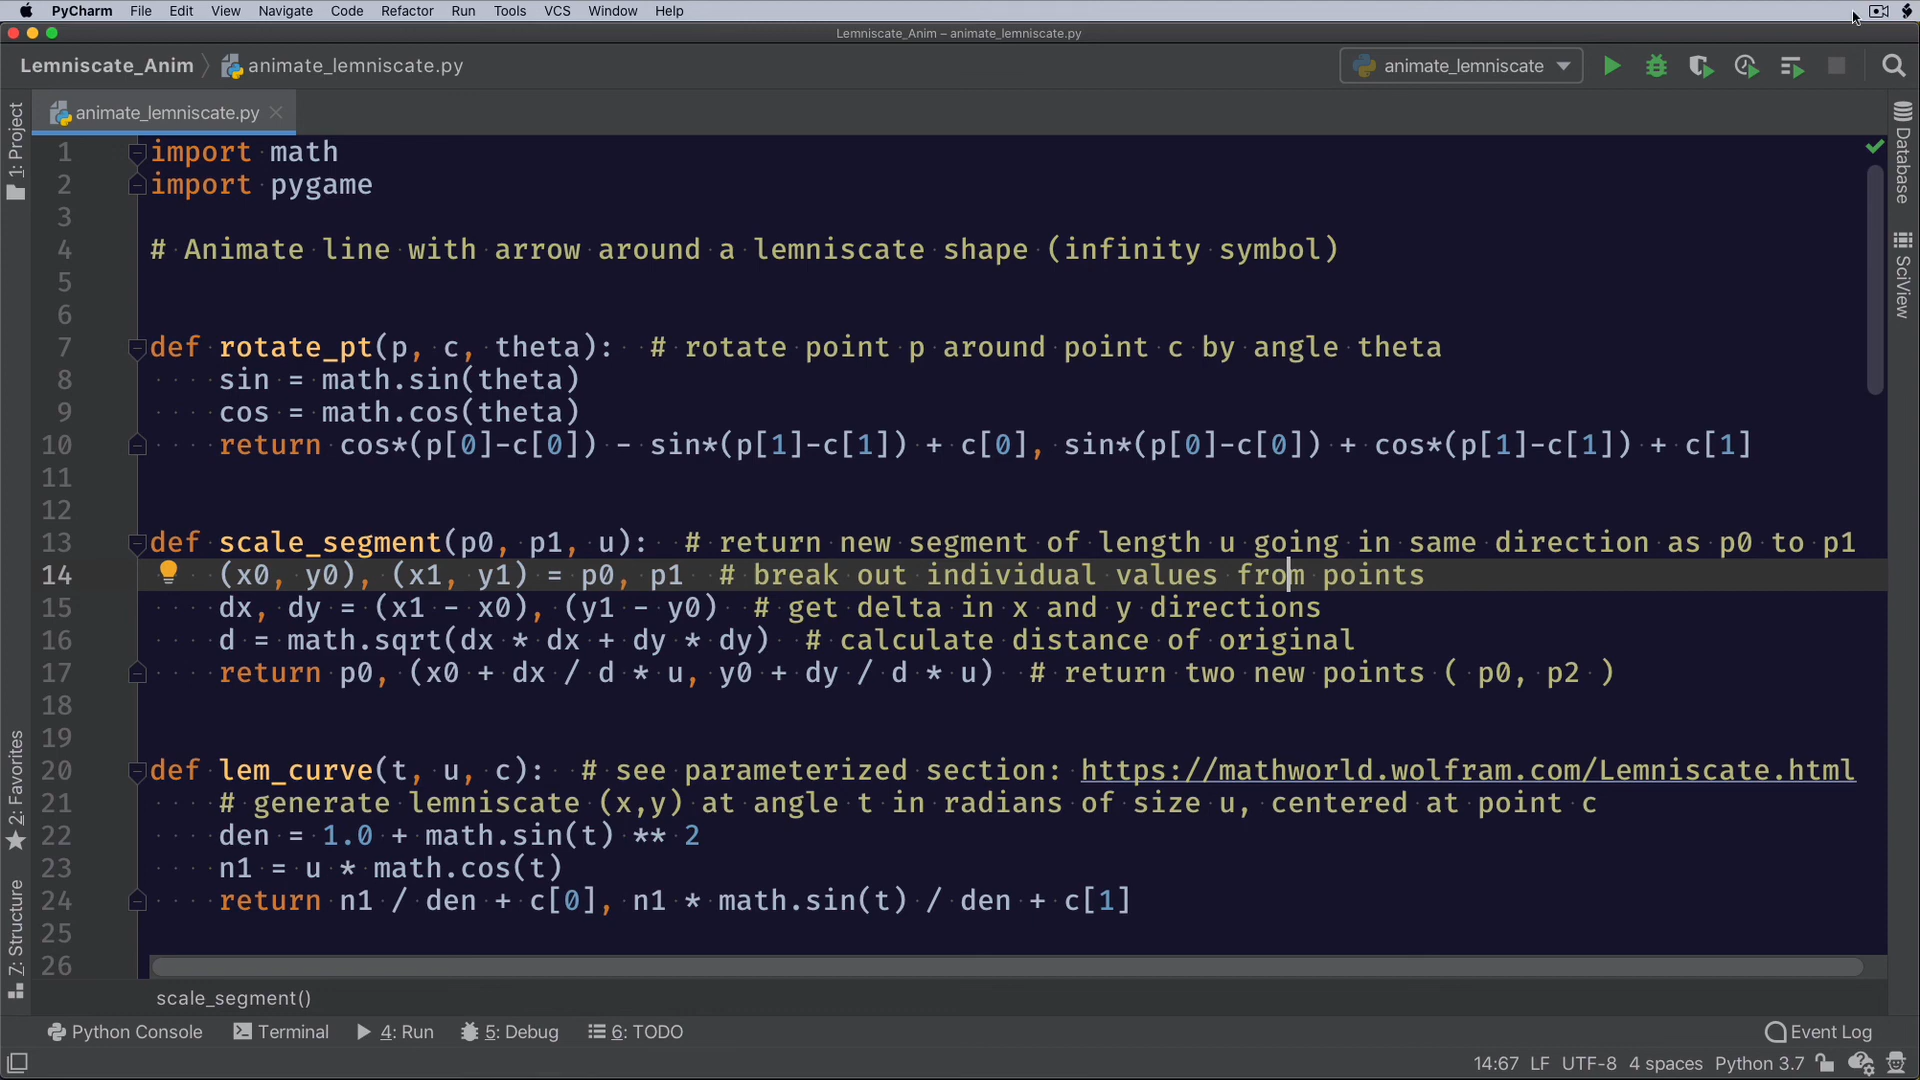 PyCharm File Edit View Navigate Code Refactor Run Tools VCS Window Help
Lemniscate_Anim – animate_lemniscate.py
Lemniscate_Anim animate_lemniscate.py animate_lemniscate
animate_lemniscate.py
1: Project
Database
SciView
2: Favorites
7: Structure
1 import math
2 import pygame
3
4 # Animate line with arrow around a lemniscate shape (infinity symbol)
5
6
7 def rotate_pt(p, c, theta):  # rotate point p around point c by angle theta
8     sin = math.sin(theta)
9     cos = math.cos(theta)
10     return cos*(p[0]-c[0]) - sin*(p[1]-c[1]) + c[0], sin*(p[0]-c[0]) + cos*(p[1]-c[1]) + c[1]
11
12
13 def scale_segment(p0, p1, u):  # return new segment of length u going in same direction as p0 to p1
14     (x0, y0), (x1, y1) = p0, p1  # break out individual values from points
15     dx, dy = (x1 - x0), (y1 - y0)  # get delta in x and y directions
16     d = math.sqrt(dx * dx + dy * dy)  # calculate distance of original
17     return p0, (x0 + dx / d * u, y0 + dy / d * u)  # return two new points ( p0, p2 )
18
19
20 def lem_curve(t, u, c):  # see parameterized section: https://mathworld.wolfram.com/Lemniscate.html
21     # generate lemniscate (x,y) at angle t in radians of size u, centered at point c
22     den = 1.0 + math.sin(t) ** 2
23     n1 = u * math.cos(t)
24     return n1 / den + c[0], n1 * math.sin(t) / den + c[1]
25
26
scale_segment()
Python Console Terminal 4: Run 5: Debug 6: TODO Event Log
14:67 LF UTF-8 4 spaces Python 3.7